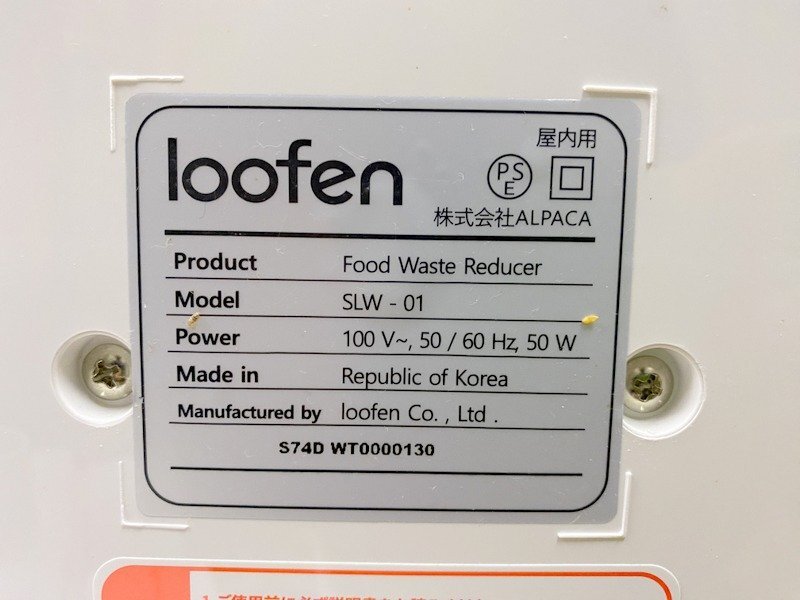 loofen
屋内用
PSE
株式会社ALPACA
Product Food Waste Reducer
Model SLW - 01
Power 100 V~, 50 / 60 Hz, 50 W
Made in Republic of Korea
Manufactured by loofen Co. , Ltd .
S74D WT0000130